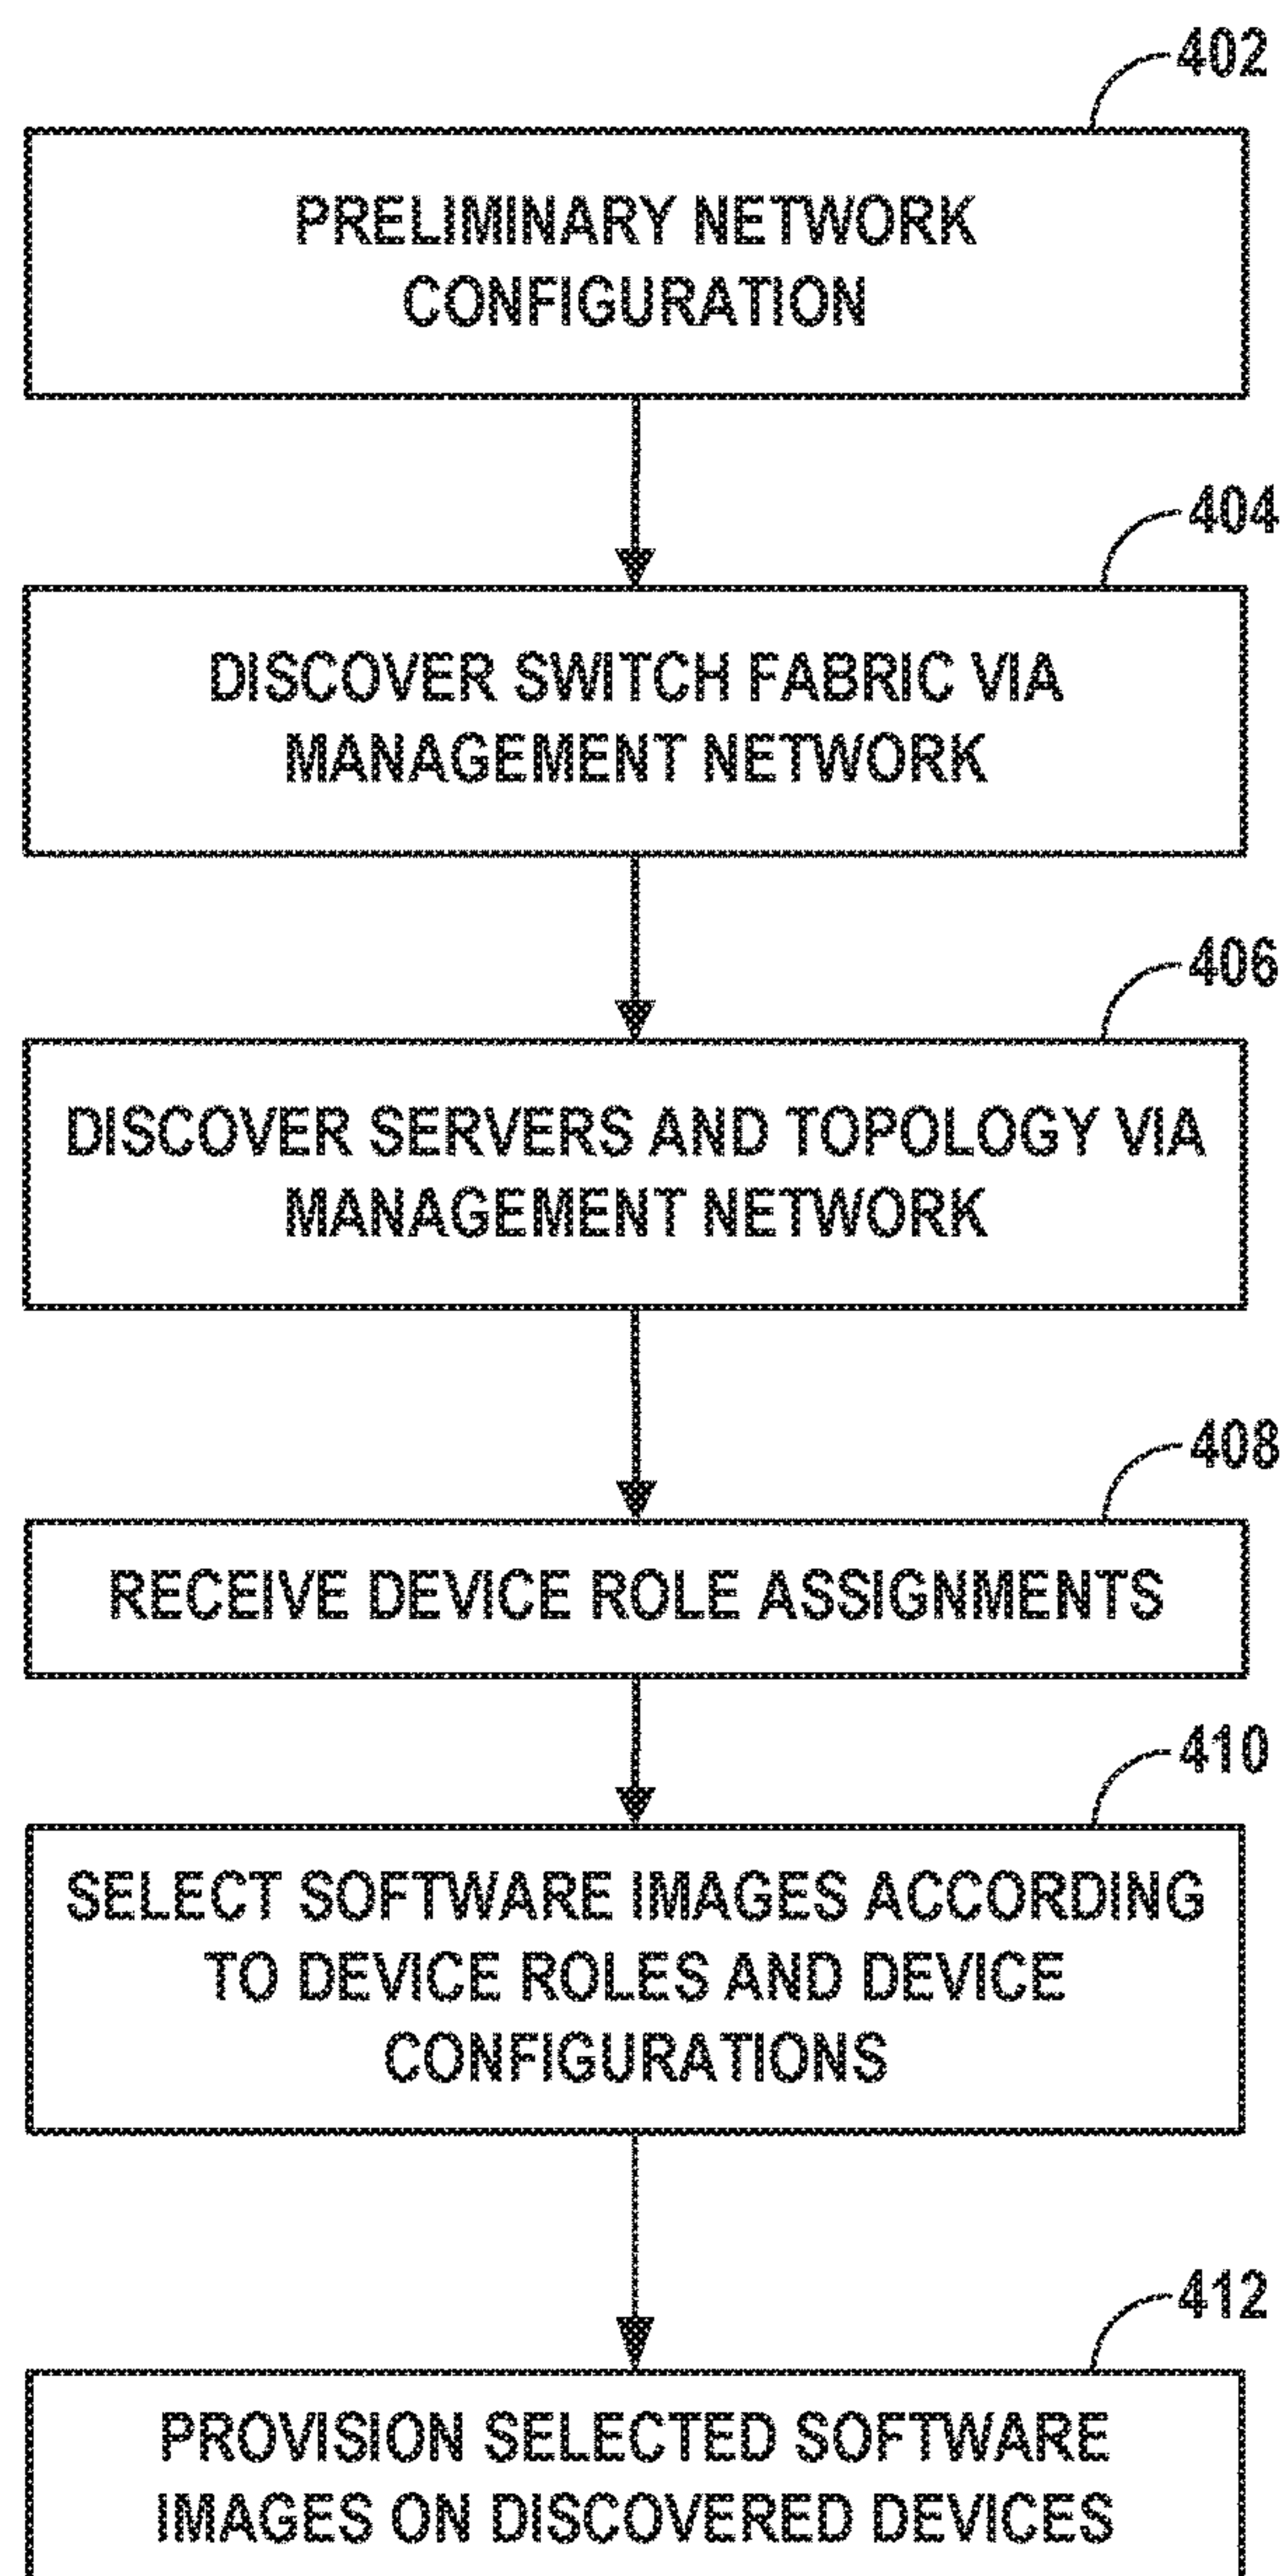 402
PRELIMINARY NETWORK
CONFIGURATION
404
DISCOVER SWITCH FABRIC VIA
MANAGEMENT NETWORK
406
DISCOVER SERVERS AND TOPOLOGY VIA
MANAGEMENT NETWORK
408
RECEIVE DEVICE ROLE ASSIGNMENTS
410
SELECT SOFTWARE IMAGES ACCORDING
TO DEVICE ROLES AND DEVICE
CONFIGURATIONS
412
PROVISION SELECTED SOFTWARE
IMAGES ON DISCOVERED DEVICES